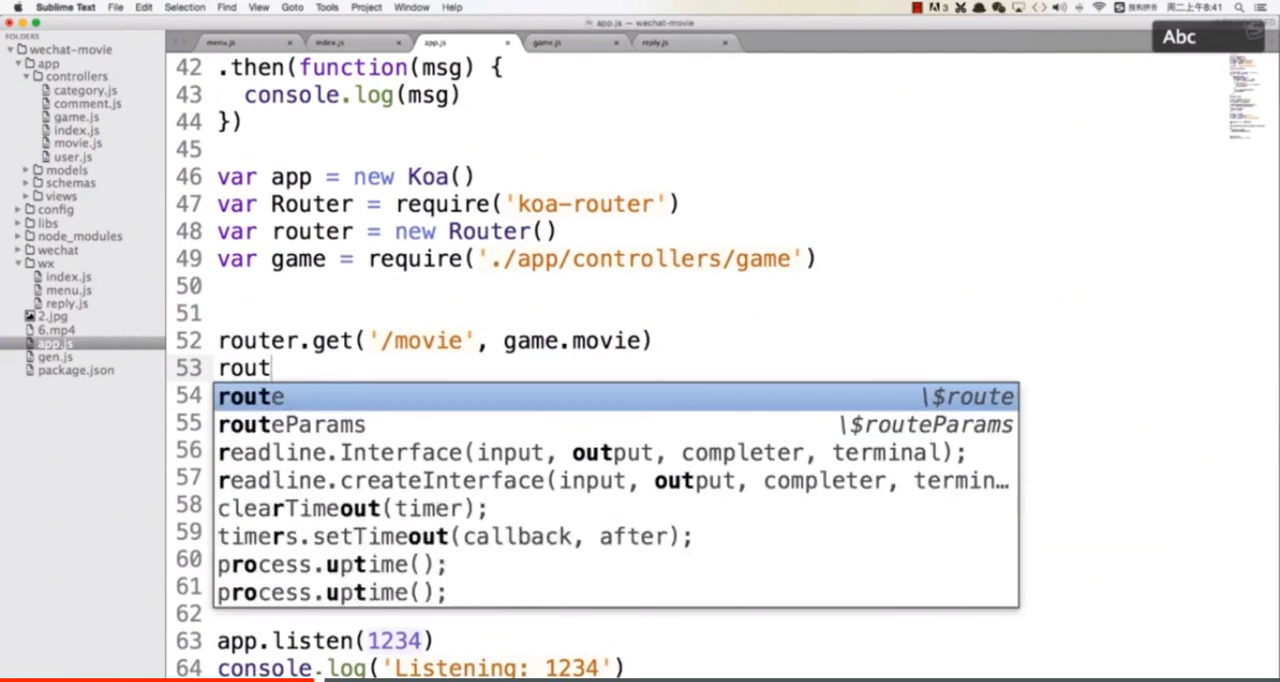 Sublime Text File Edit Selection Find View Goto Tools Project Window Help 3 周二上午8:41
app.js — wechat-movie
FOLDERS
wechat-movie
app
controllers
category.js
comment.js
game.js
index.js
movie.js
user.js
models
schemas
views
config
libs
node_modules
wechat
wx
index.js
menu.js
reply.js
2.jpg
6.mp4
app.js
gen.js
package.json
menu.js index.js app.js game.js reply.js
Abc
42 .then(function(msg) {
43 console.log(msg)
44 })
45
46 var app = new Koa()
47 var Router = require('koa-router')
48 var router = new Router()
49 var game = require('./app/controllers/game')
50
51
52 router.get('/movie', game.movie)
53 rout
54 route \$route
55 routeParams \$routeParams
56 readline.Interface(input, output, completer, terminal);
57 readline.createInterface(input, output, completer, termin…
58 clearTimeout(timer);
59 timers.setTimeout(callback, after);
60 process.uptime();
61 process.uptime();
62
63 app.listen(1234)
64 console.log('Listening: 1234')